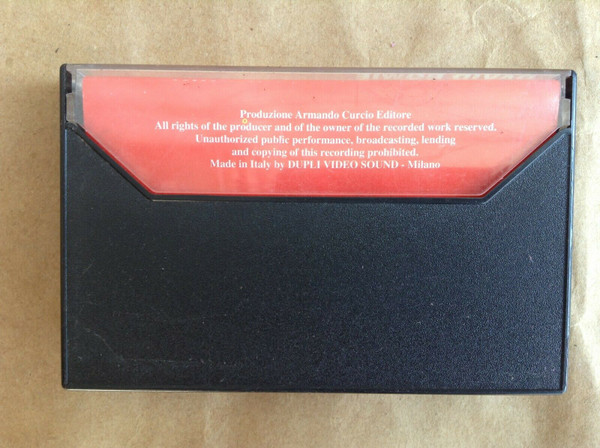 Produzione Armando Curcio Editore
All rights of the producer and of the owner of the recorded work reserved.
Unauthorized public performance, broadcasting, lending
and copying of this recording prohibited.
Made in Italy by DUPLI VIDEO SOUND - Milano